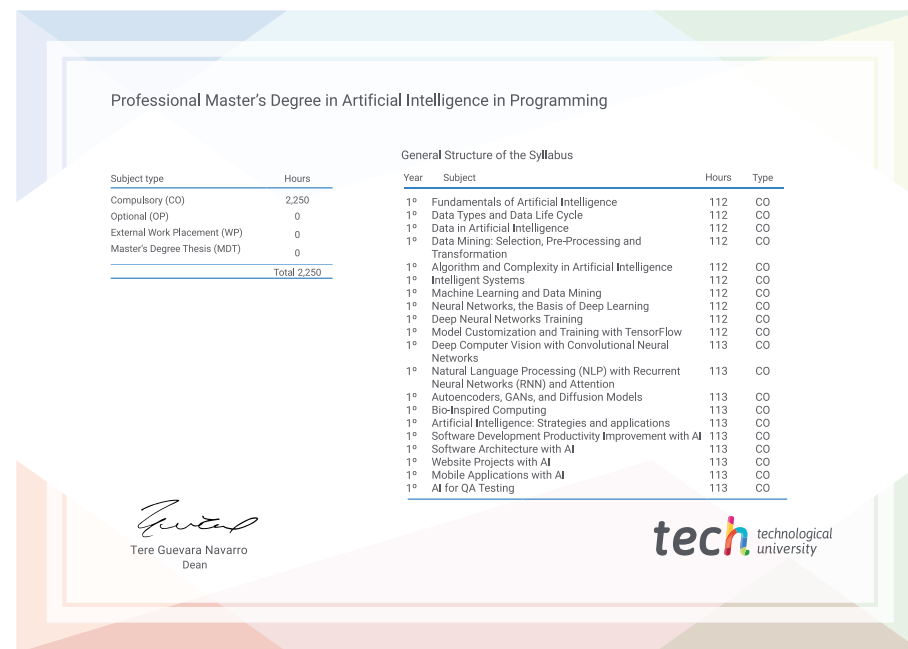 Professional Master's Degree in Artificial Intelligence in Programming
Subject type Hours
Compulsory (CO) 2,250
Optional (OP) 0
External Work Placement (WP) 0
Master's Degree Thesis (MDT) 0
Total 2,250
General Structure of the Syllabus
Year Subject Hours Type
1º Fundamentals of Artificial Intelligence 112 CO
1º Data Types and Data Life Cycle 112 CO
1º Data in Artificial Intelligence 112 CO
1º Data Mining: Selection, Pre-Processing and 112 CO
Transformation
1º Algorithm and Complexity in Artificial Intelligence 112 CO
1º Intelligent Systems 112 CO
1º Machine Learning and Data Mining 112 CO
1º Neural Networks, the Basis of Deep Learning 112 CO
1º Deep Neural Networks Training 112 CO
1º Model Customization and Training with TensorFlow 112 CO
1º Deep Computer Vision with Convolutional Neural 113 CO
Networks
1º Natural Language Processing (NLP) with Recurrent 113 CO
Neural Networks (RNN) and Attention
1º Autoencoders, GANs, and Diffusion Models 113 CO
1º Bio-Inspired Computing 113 CO
1º Artificial Intelligence: Strategies and applications 113 CO
1º Software Development Productivity Improvement with AI 113 CO
1º Software Architecture with AI 113 CO
1º Website Projects with AI 113 CO
1º Mobile Applications with AI 113 CO
1º AI for QA Testing 113 CO
Tere Guevara Navarro
Dean
tech technological
university